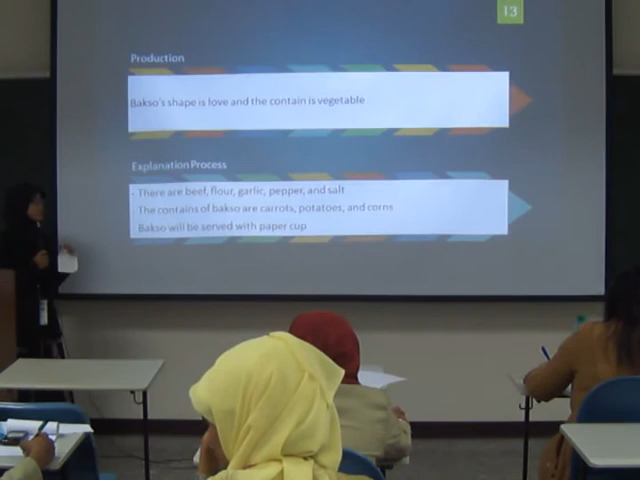 13
Production
Bakso's shape is love and the contain is vegetable
Explanation Process
• There are beef, flour, garlic, pepper, and salt
The contains of bakso are carrots, potatoes, and corns
Bakso will be served with paper cup